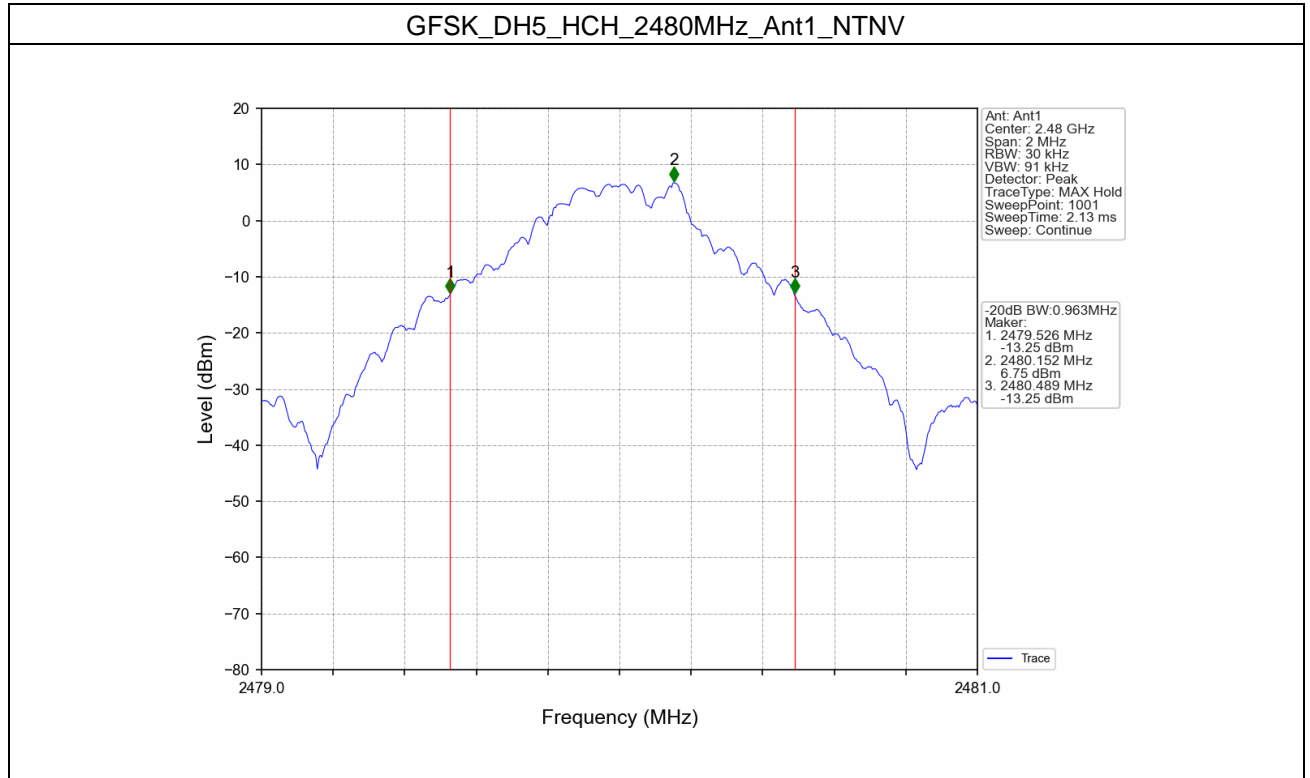 GFSK_DH5_HCH_2480MHz_Ant1_NTNV
20
10
0
−10
−20
−30
−40
−50
−60
−70
−80
Level (dBm)
2479.0
2481.0
Frequency (MHz)
1
2
3
Ant: Ant1
Center: 2.48 GHz
Span: 2 MHz
RBW: 30 kHz
VBW: 91 kHz
Detector: Peak
TraceType: MAX Hold
SweepPoint: 1001
SweepTime: 2.13 ms
Sweep: Continue
-20dB BW:0.963MHz
Maker:
1. 2479.526 MHz
-13.25 dBm
2. 2480.152 MHz
6.75 dBm
3. 2480.489 MHz
-13.25 dBm
Trace